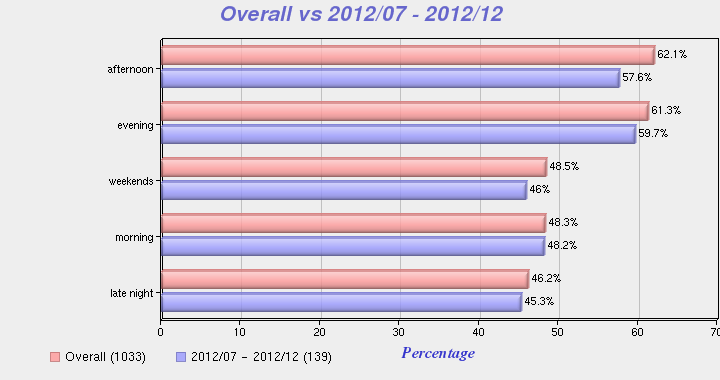 Overall vs 2012/07 - 2012/12
afternoon
62.1%
57.6%
evening
61.3%
59.7%
weekends
48.5%
46%
morning
48.3%
48.2%
late night
46.2%
45.3%
0 10 20 30 40 50 60 70
Overall (1033) 2012/07 - 2012/12 (139)
Percentage